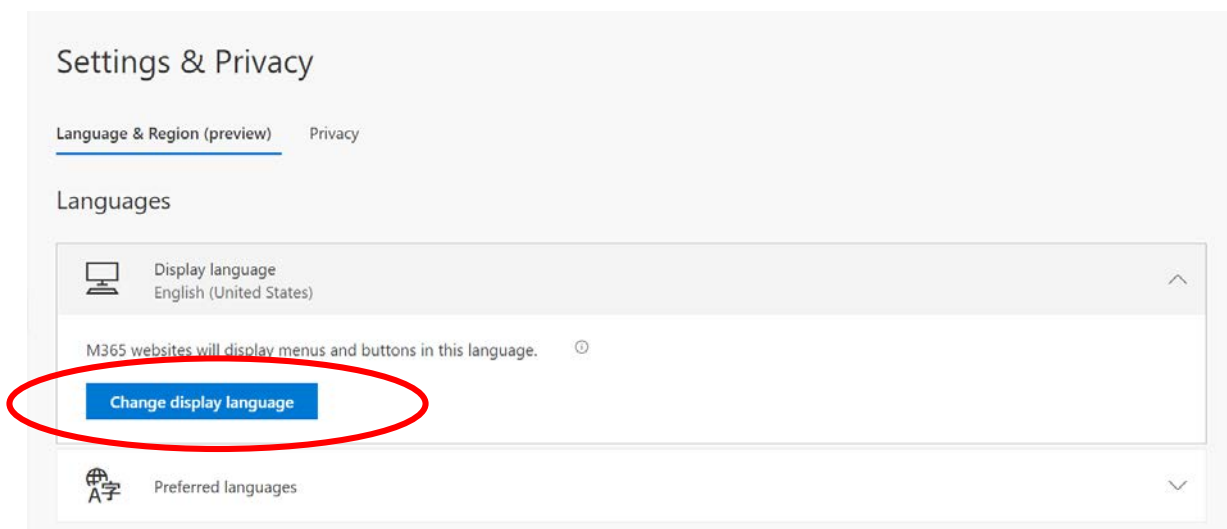 Settings & Privacy
Language & Region (preview) Privacy
Languages
Display language
English (United States)
M365 websites will display menus and buttons in this language.
Change display language
Preferred languages